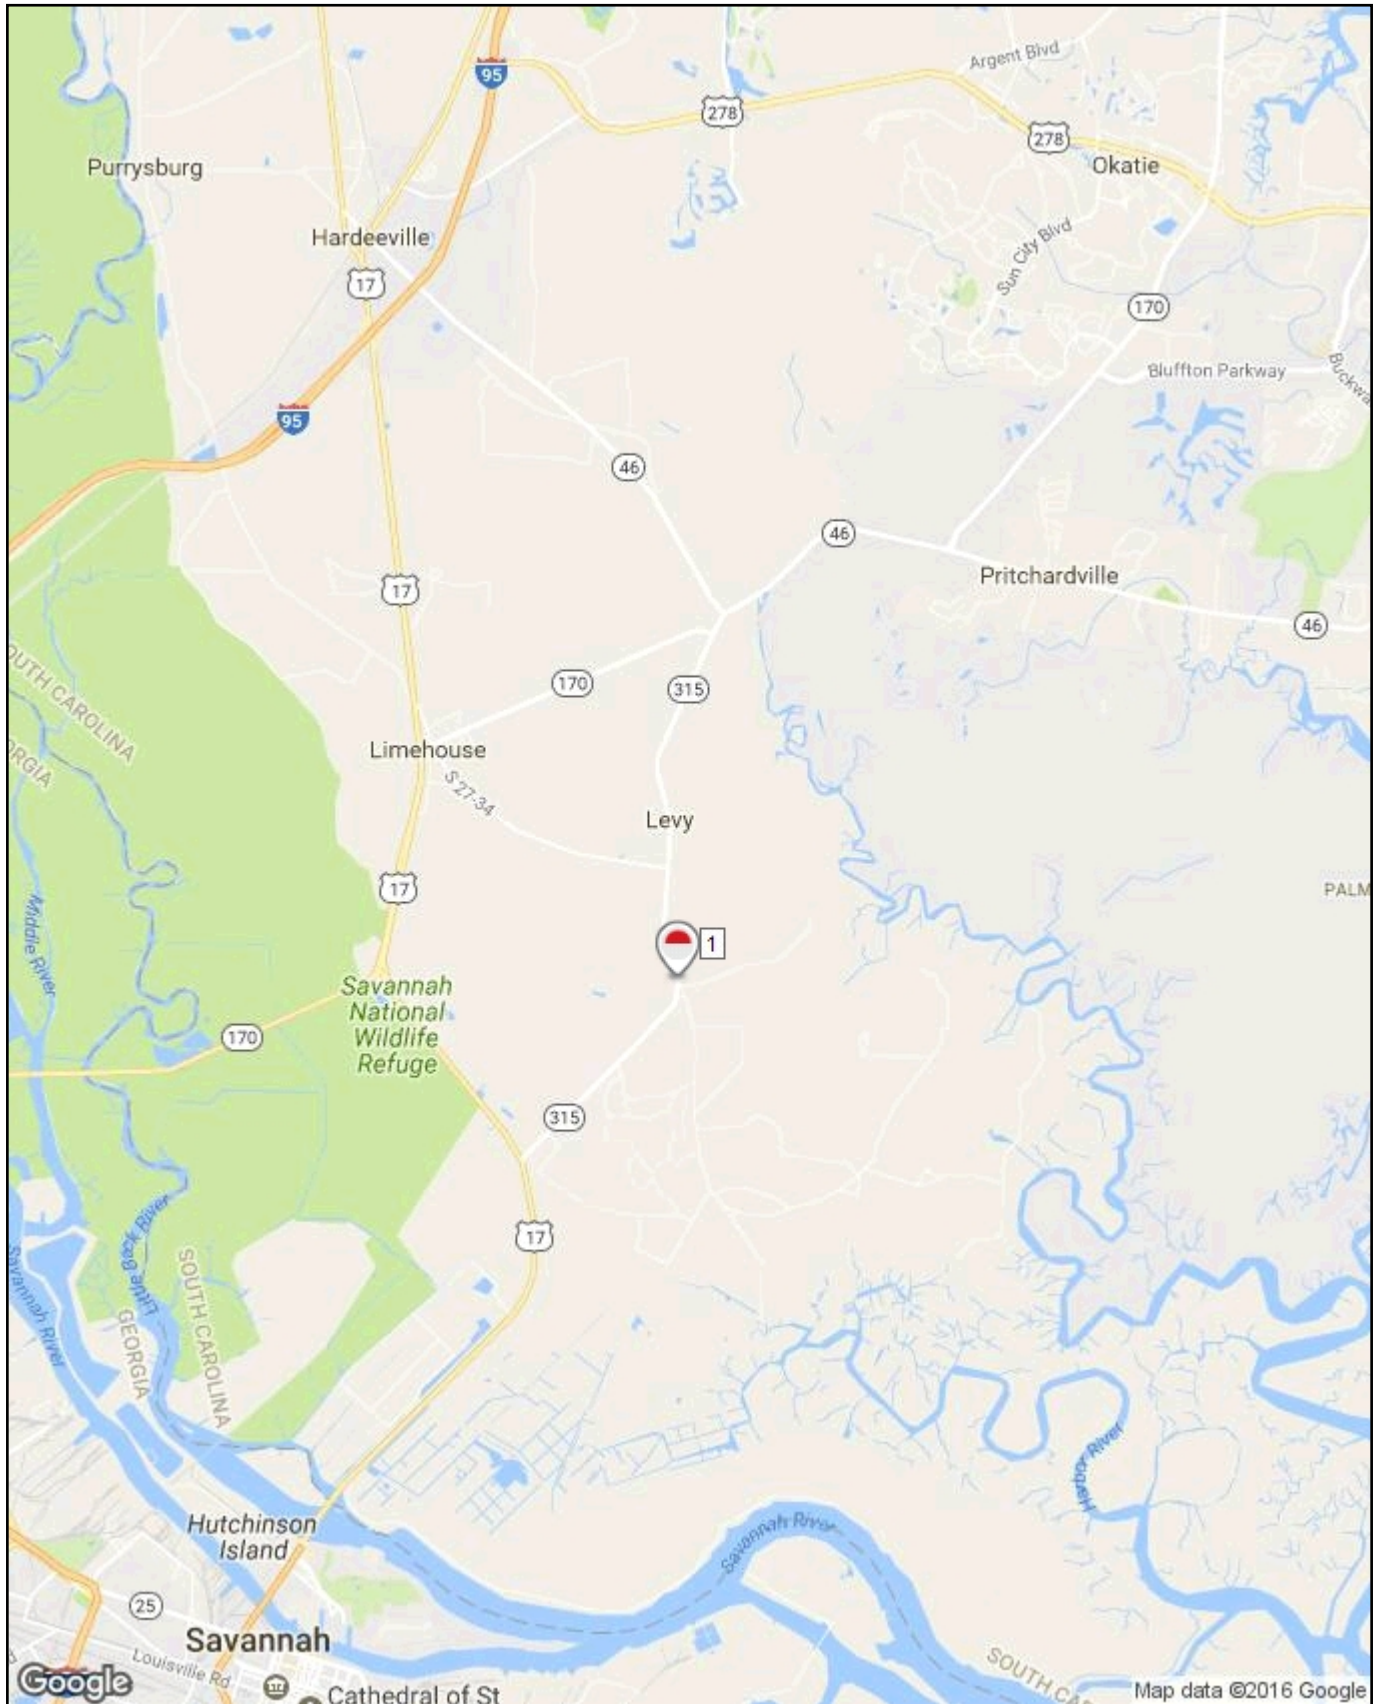 Argent Blvd
95
278
278
Purrysburg
Okatie
Hardeeville
Sun City Blvd
17
170
Bluffton Parkway
Buckwa
95
46
46
17
Pritchardville
46
SOUTH CAROLINA
ORGIA
170
315
Limehouse
S 27-34
Levy
17
PALM
Middle River
1
Savannah
National
Wildlife
Refuge
170
315
17
Little Back River
Savannah River
SOUTH CAROLINA
GEORGIA
Harbor River
Hutchinson
Island
Savannah River
25
Savannah
Louisville Rd
SOUTH CAR
Google
Cathedral of St
Map data ©2016 Google